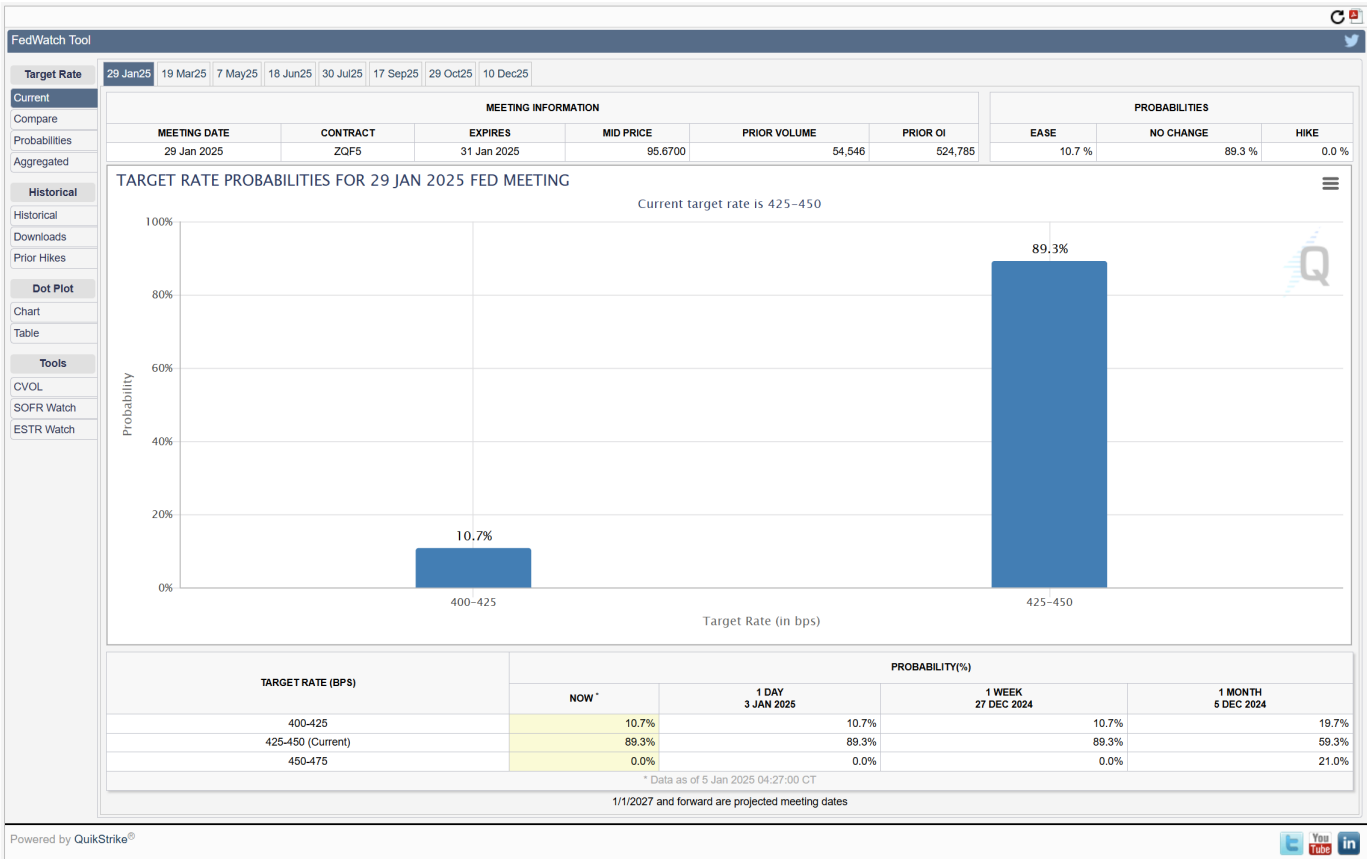 FedWatch Tool
Target Rate
Current
Compare
Probabilities
Aggregated
Historical
Historical
Downloads
Prior Hikes
Dot Plot
Chart
Table
Tools
CVOL
SOFR Watch
ESTR Watch
29 Jan25 19 Mar25 7 May25 18 Jun25 30 Jul25 17 Sep25 29 Oct25 10 Dec25
MEETING INFORMATION
MEETING DATE CONTRACT EXPIRES MID PRICE PRIOR VOLUME PRIOR OI
29 Jan 2025 ZQF5 31 Jan 2025 95.6700 54,546 524,785
PROBABILITIES
EASE NO CHANGE HIKE
10.7 % 89.3 % 0.0 %
TARGET RATE PROBABILITIES FOR 29 JAN 2025 FED MEETING
Current target rate is 425–450
100%
80%
60%
40%
20%
0%
Probability
10.7%
89.3%
Q
400–425 425–450
Target Rate (in bps)
TARGET RATE (BPS) PROBABILITY(%)
NOW * 1 DAY 3 JAN 2025 1 WEEK 27 DEC 2024 1 MONTH 5 DEC 2024
400-425 10.7% 10.7% 10.7% 19.7%
425-450 (Current) 89.3% 89.3% 89.3% 59.3%
450-475 0.0% 0.0% 0.0% 21.0%
* Data as of 5 Jan 2025 04:27:00 CT
1/1/2027 and forward are projected meeting dates
Powered by QuikStrike®
You Tube in